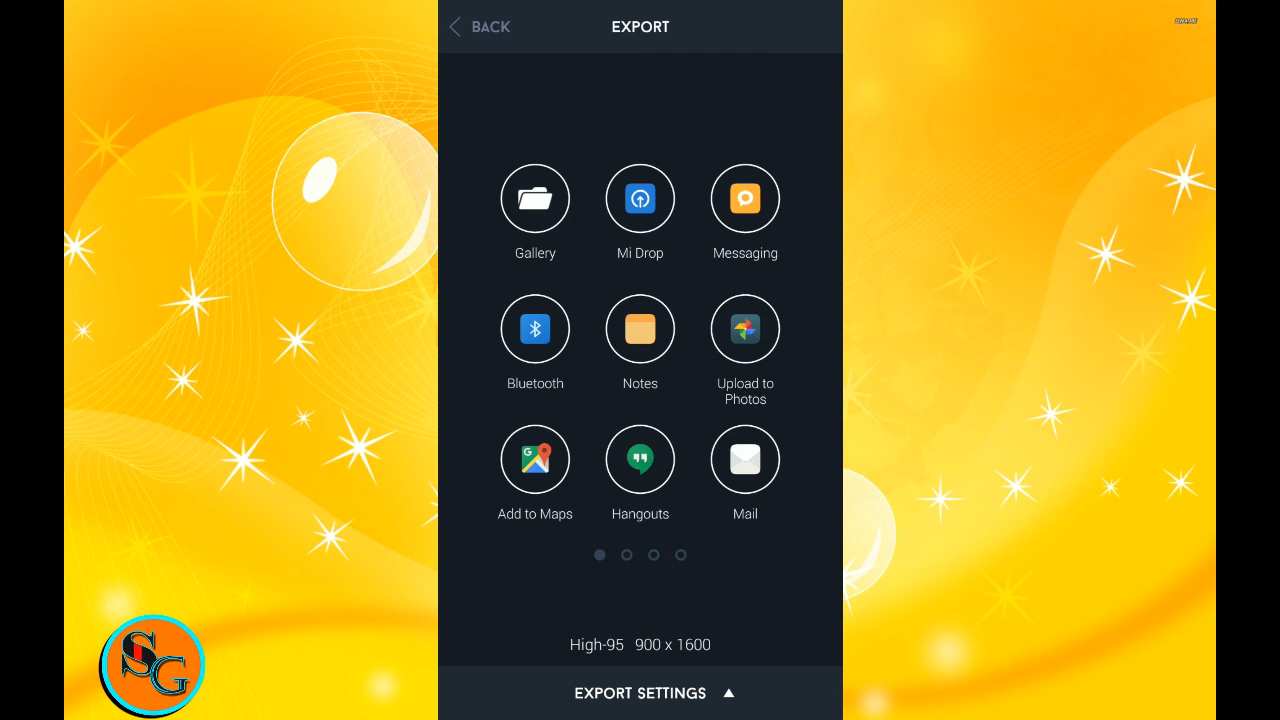 BACK
EXPORT
Gallery
Mi Drop
Messaging
Bluetooth
Notes
Upload to
Photos
G
Add to Maps
Hangouts
Mail
High-95 900 x 1600
EXPORT SETTINGS
SG